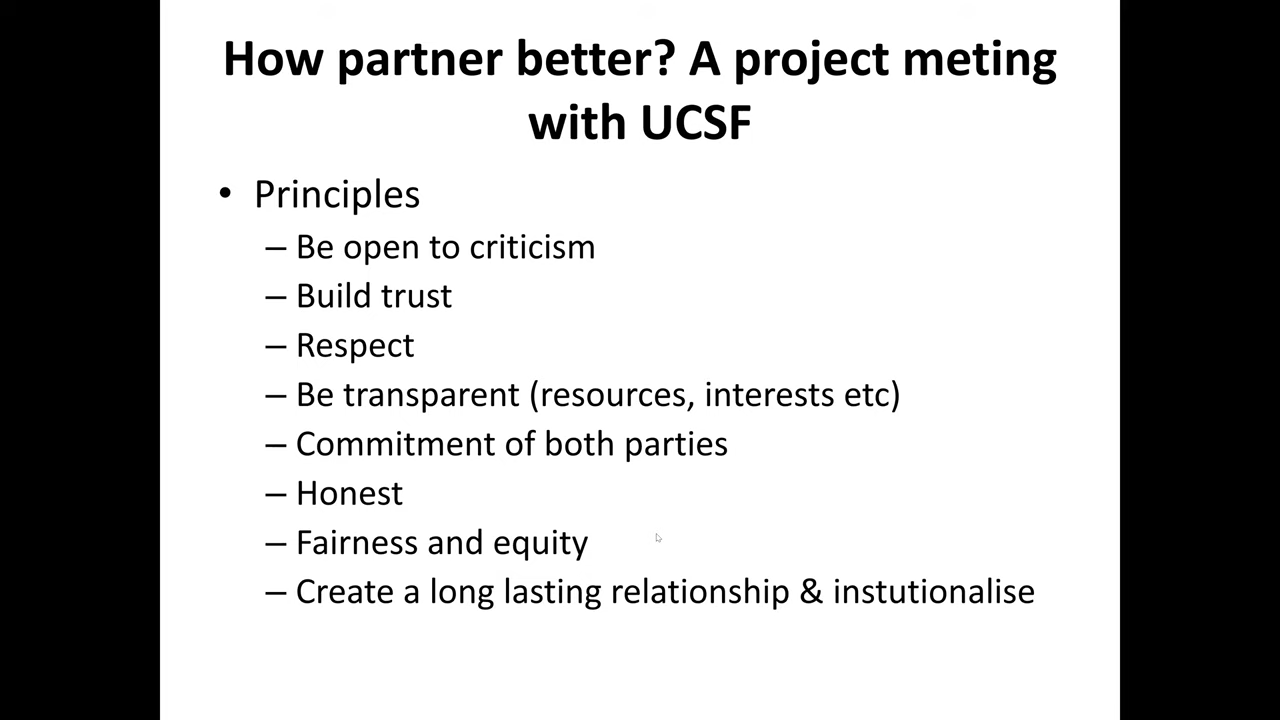 How partner better? A project meting
with UCSF
• Principles
– Be open to criticism
– Build trust
– Respect
– Be transparent (resources, interests etc)
– Commitment of both parties
– Honest
– Fairness and equity
– Create a long lasting relationship & instutionalise